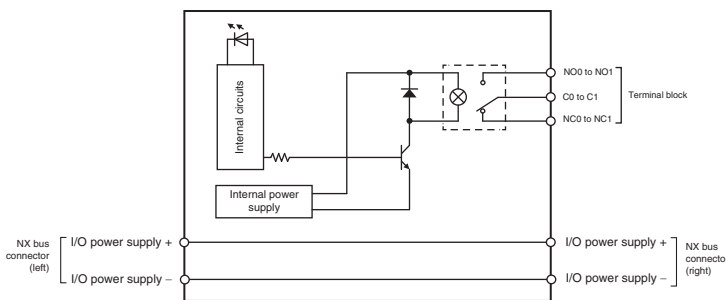 Internal circuits
NO0 to NO1
C0 to C1
NC0 to NC1
Terminal block
Internal power
supply
NX bus
connector
(left)
I/O power supply +
I/O power supply –
I/O power supply +
I/O power supply –
NX bus
connecto
(right)